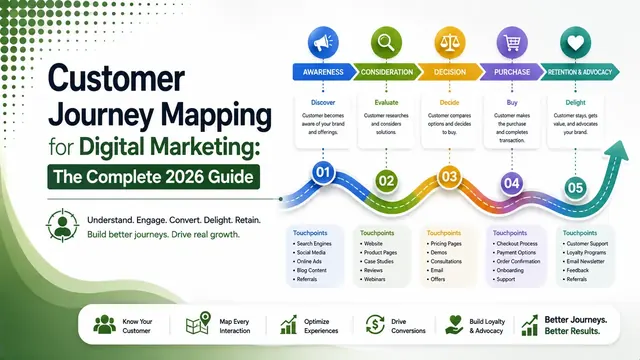 Customer
Journey Mapping
for Digital Marketing:
The Complete 2026 Guide
Understand. Engage. Convert. Delight. Retain.
Build better journeys. Drive real growth.
AWARENESS
CONSIDERATION
DECISION
PURCHASE
RETENTION & ADVOCACY
Discover
Customer becomes
aware of your brand
and offerings.
Evaluate
Customer researches
and considers
solutions.
Decide
Customer compares
options and decides
to buy.
Buy
Customer makes
the purchase
and completes
transaction.
Delight
Customer stays, gets
value, and advocates
your brand.
01
02
03
04
05
Touchpoints
• Search Engines
• Social Media
• Online Ads
• Blog Content
• Referrals
Touchpoints
• Website
• Product Pages
• Case Studies
• Reviews
• Webinars
Touchpoints
• Pricing Pages
• Demos
• Consultations
• Email
• Offers
Touchpoints
• Checkout Process
• Payment Options
• Order Confirmation
• Onboarding
• Support
Touchpoints
• Customer Support
• Loyalty Programs
• Email Newsletter
• Feedback
• Referrals
Know Your
Customer
Map Every
Interaction
Optimize
Experiences
Drive
Conversions
Build Loyalty
& Advocacy
Better Journeys.
Better Results.